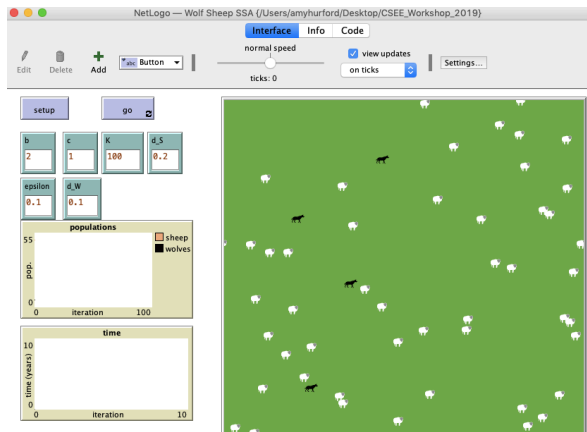 NetLogo — Wolf Sheep SSA {/Users/amyhurford/Desktop/CSEE_Workshop_2019}
Interface Info Code
Edit Delete Add
abc Button
normal speed
ticks: 0
view updates
on ticks
Settings...
setup go
b c K d_S
2 1 100 0.2
epsilon d_W
0.1 0.1
populations
55
pop.
0
0 iteration 100
sheep
wolves
time
10
time (years)
0
0 iteration 10